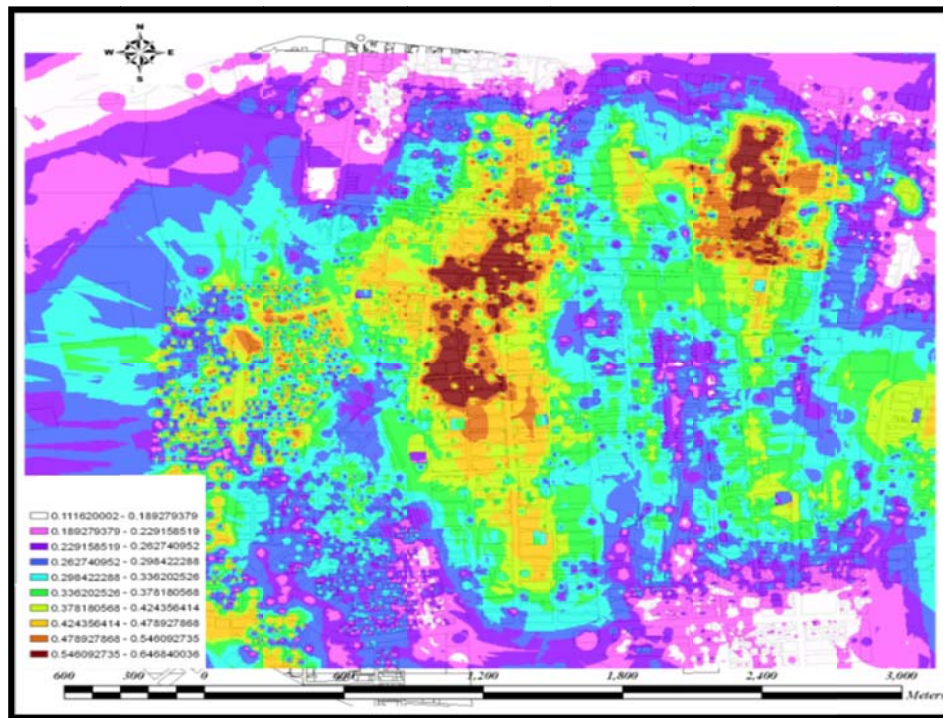 N
W E
S
0.111620002 - 0.189279379
0.189279379 - 0.229158519
0.229158519 - 0.262740952
0.262740952 - 0.298422288
0.298422288 - 0.336202526
0.336202526 - 0.378180568
0.378180568 - 0.424356414
0.424356414 - 0.478927868
0.478927868 - 0.546092735
0.546092735 - 0.646840036
600 300 0 600 1,200 1,800 2,400 3,000
Meters